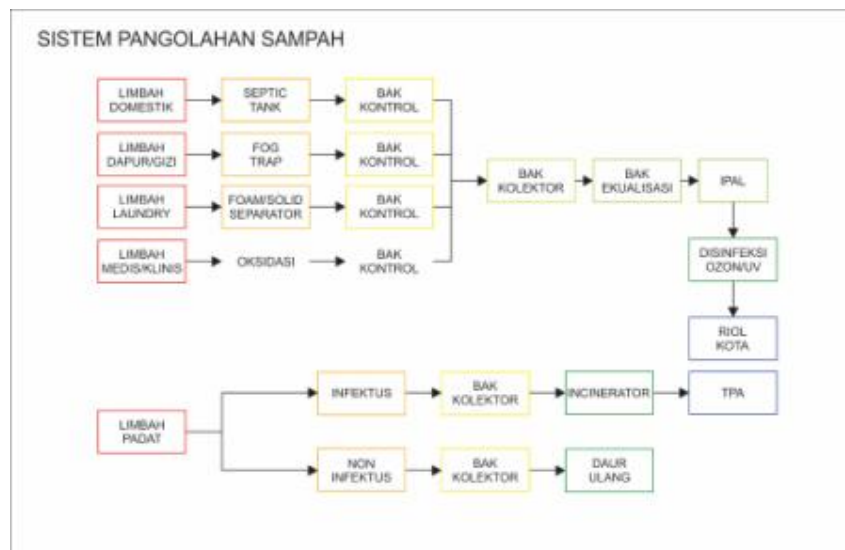 SISTEM PANGOLAHAN SAMPAH
LIMBAH
DOMESTIK
SEPTIC
TANK
BAK
KONTROL
LIMBAH
DAPUR/GIZI
FOG
TRAP
BAK
KONTROL
LIMBAH
LAUNDRY
FOAM/SOLID
SEPARATOR
BAK
KONTROL
LIMBAH
MEDIS/KLINIS
OKSIDASI
BAK
KONTROL
BAK
KOLEKTOR
BAK
EKUALISASI
IPAL
DISINFEKSI
OZON/UV
RIOL
KOTA
LIMBAH
PADAT
INFEKTUS
BAK
KOLEKTOR
INCINERATOR
TPA
NON
INFEKTUS
BAK
KOLEKTOR
DAUR
ULANG